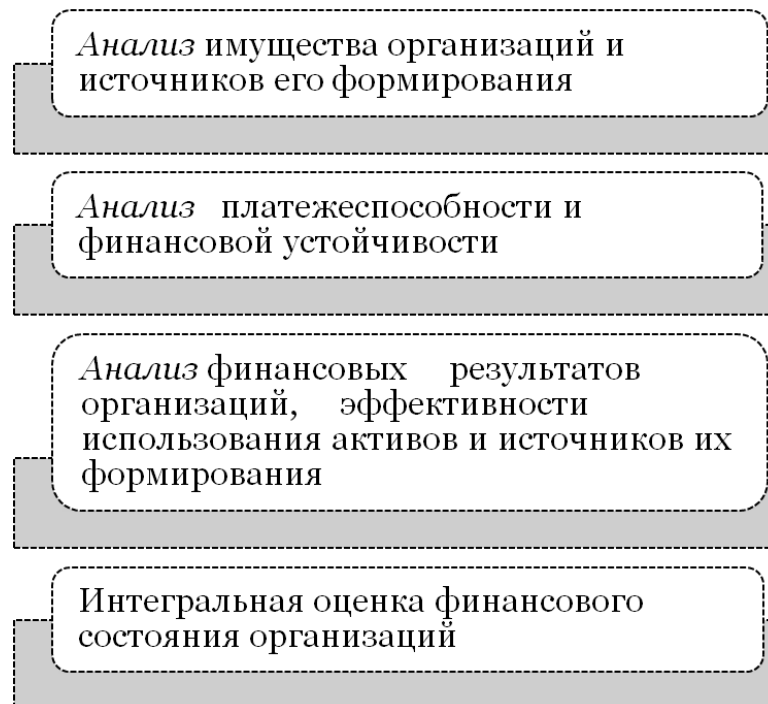 Анализ имущества организаций и
источников его формирования
Анализ платежеспособности и
финансовой устойчивости
Анализ финансовых результатов
организаций, эффективности
использования активов и источников их
формирования
Интегральная оценка финансового
состояния организаций